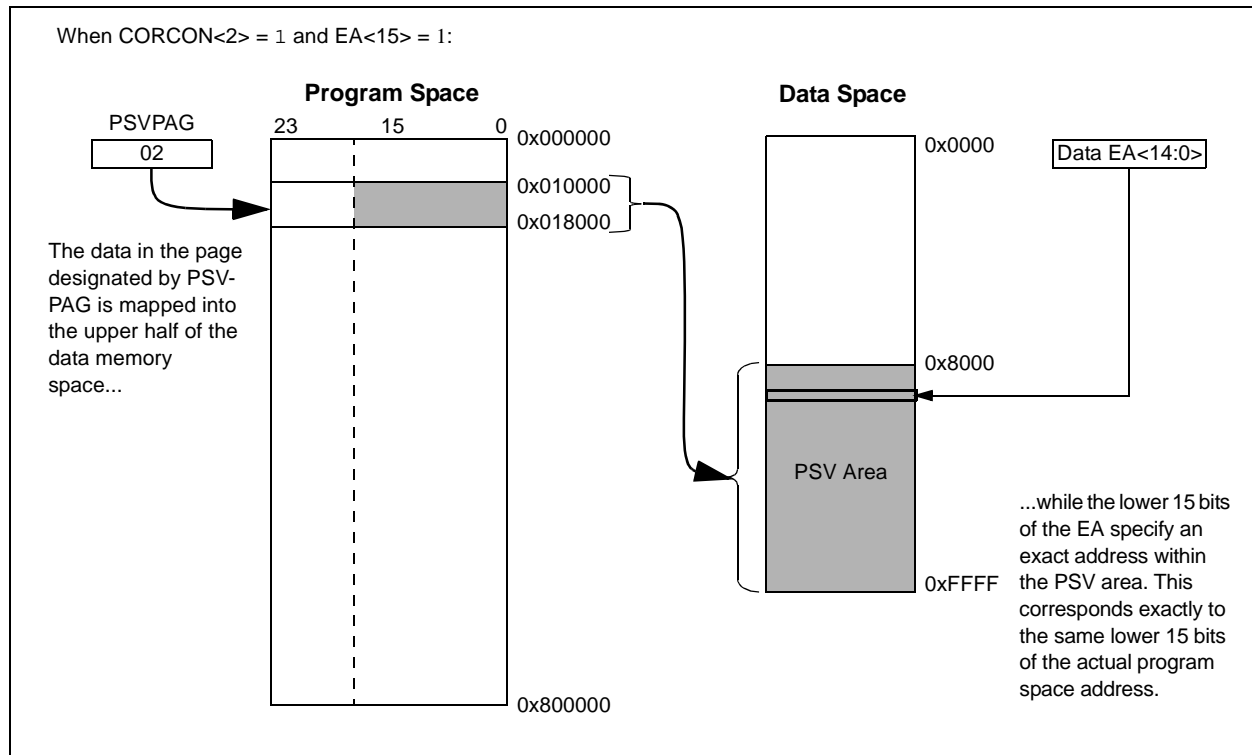 When CORCON<2> = 1 and EA<15> = 1:
Program Space
Data Space
PSVPAG
23 15 0
0x000000
0x0000
02
Data EA<14:0>
0x010000
0x018000
The data in the page
designated by PSV-
PAG is mapped into
the upper half of the
data memory
space...
0x8000
PSV Area
...while the lower 15 bits
of the EA specify an
exact address within
the PSV area. This
corresponds exactly to
the same lower 15 bits
of the actual program
space address.
0xFFFF
0x800000